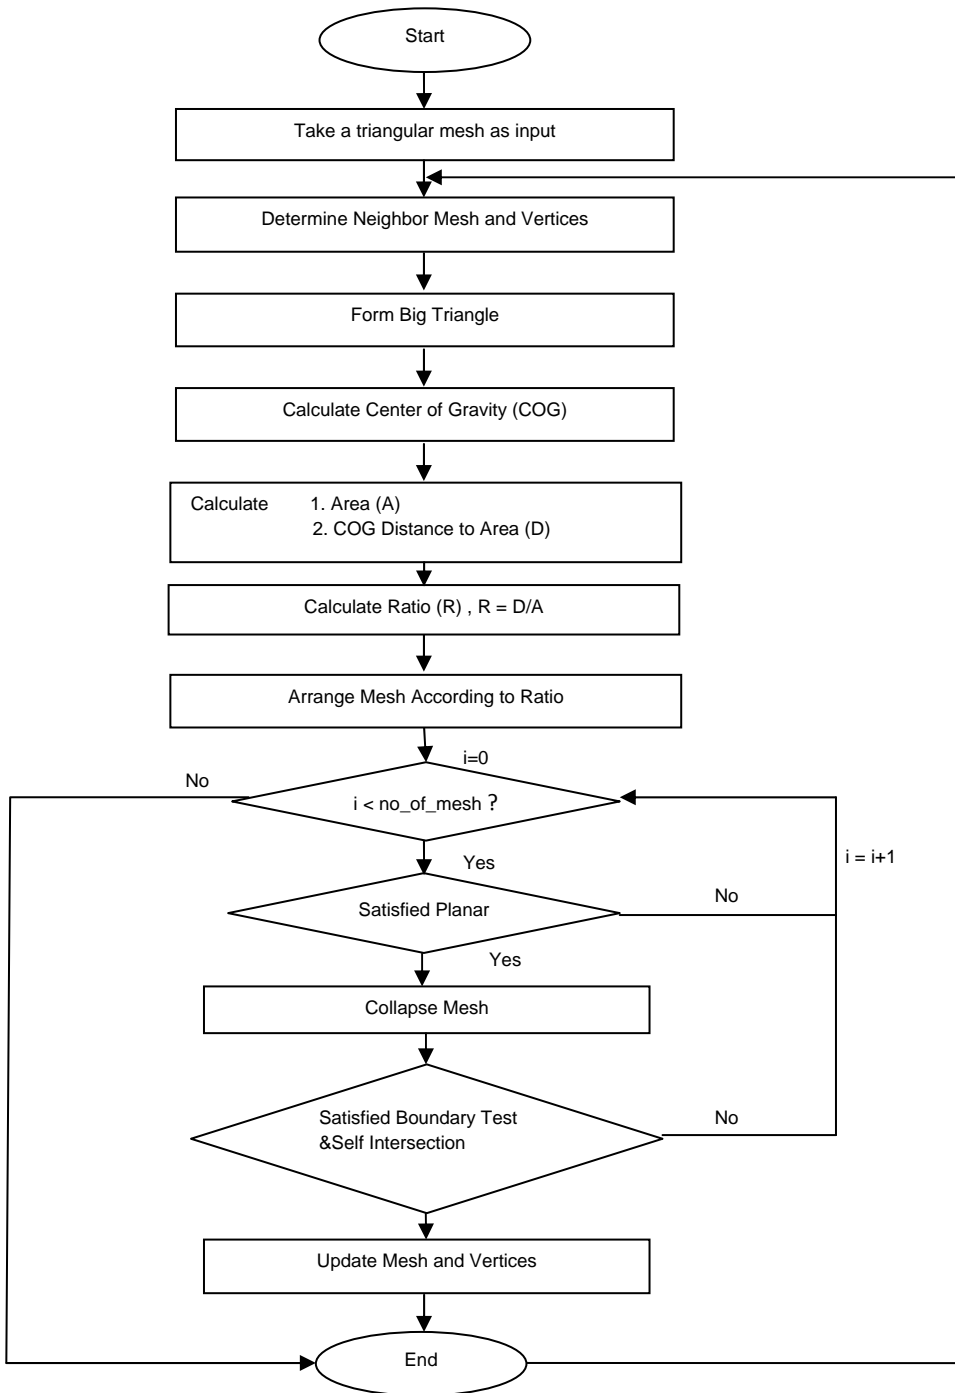 Start
Take a triangular mesh as input
Determine Neighbor Mesh and Vertices
Form Big Triangle
Calculate Center of Gravity (COG)
Calculate 1. Area (A)
2. COG Distance to Area (D)
Calculate Ratio (R) , R = D/A
Arrange Mesh According to Ratio
i=0
No
i < no_of_mesh ?
i = i+1
Yes
Satisfied Planar
No
Yes
Collapse Mesh
Satisfied Boundary Test
&Self Intersection
No
Update Mesh and Vertices
End